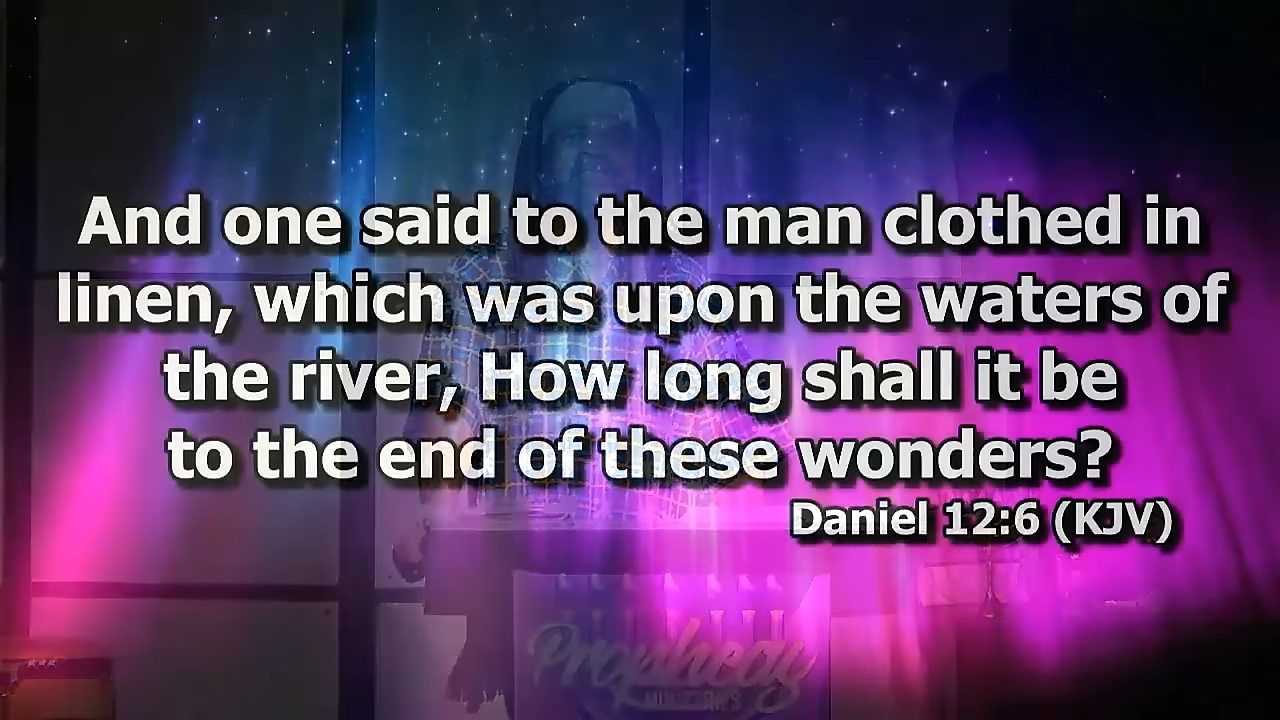 And one said to the man clothed in
linen, which was upon the waters of
the river, How long shall it be
to the end of these wonders?
Daniel 12:6 (KJV)
Prophecy
MINISTRIES